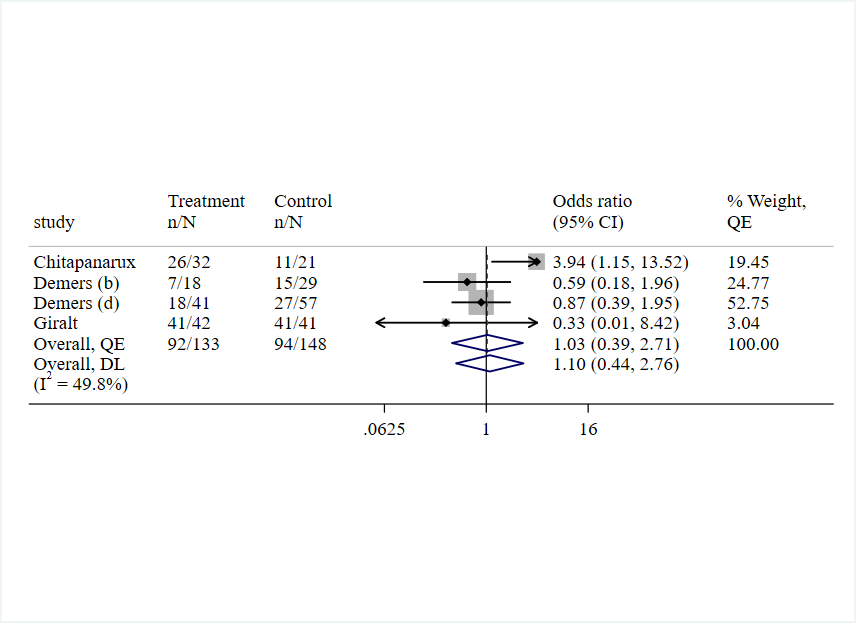 Treatment Control Odds ratio % Weight,
study n/N n/N (95% CI) QE
Chitapanarux 26/32 11/21 3.94 (1.15, 13.52) 19.45
Demers (b) 7/18 15/29 0.59 (0.18, 1.96) 24.77
Demers (d) 18/41 27/57 0.87 (0.39, 1.95) 52.75
Giralt 41/42 41/41 0.33 (0.01, 8.42) 3.04
Overall, QE 92/133 94/148 1.03 (0.39, 2.71) 100.00
Overall, DL 1.10 (0.44, 2.76)
(I² = 49.8%)
.0625 1 16